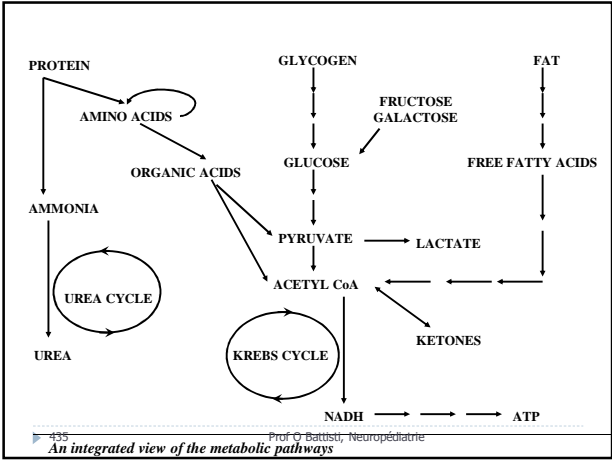 PROTEIN
GLYCOGEN
FAT
AMINO ACIDS
FRUCTOSE
GALACTOSE
ORGANIC ACIDS
GLUCOSE
FREE FATTY ACIDS
AMMONIA
PYRUVATE
LACTATE
ACETYL CoA
UREA CYCLE
KETONES
UREA
KREBS CYCLE
NADH
ATP
435
Prof O Battisti, Neuropédiatrie
An integrated view of the metabolic pathways